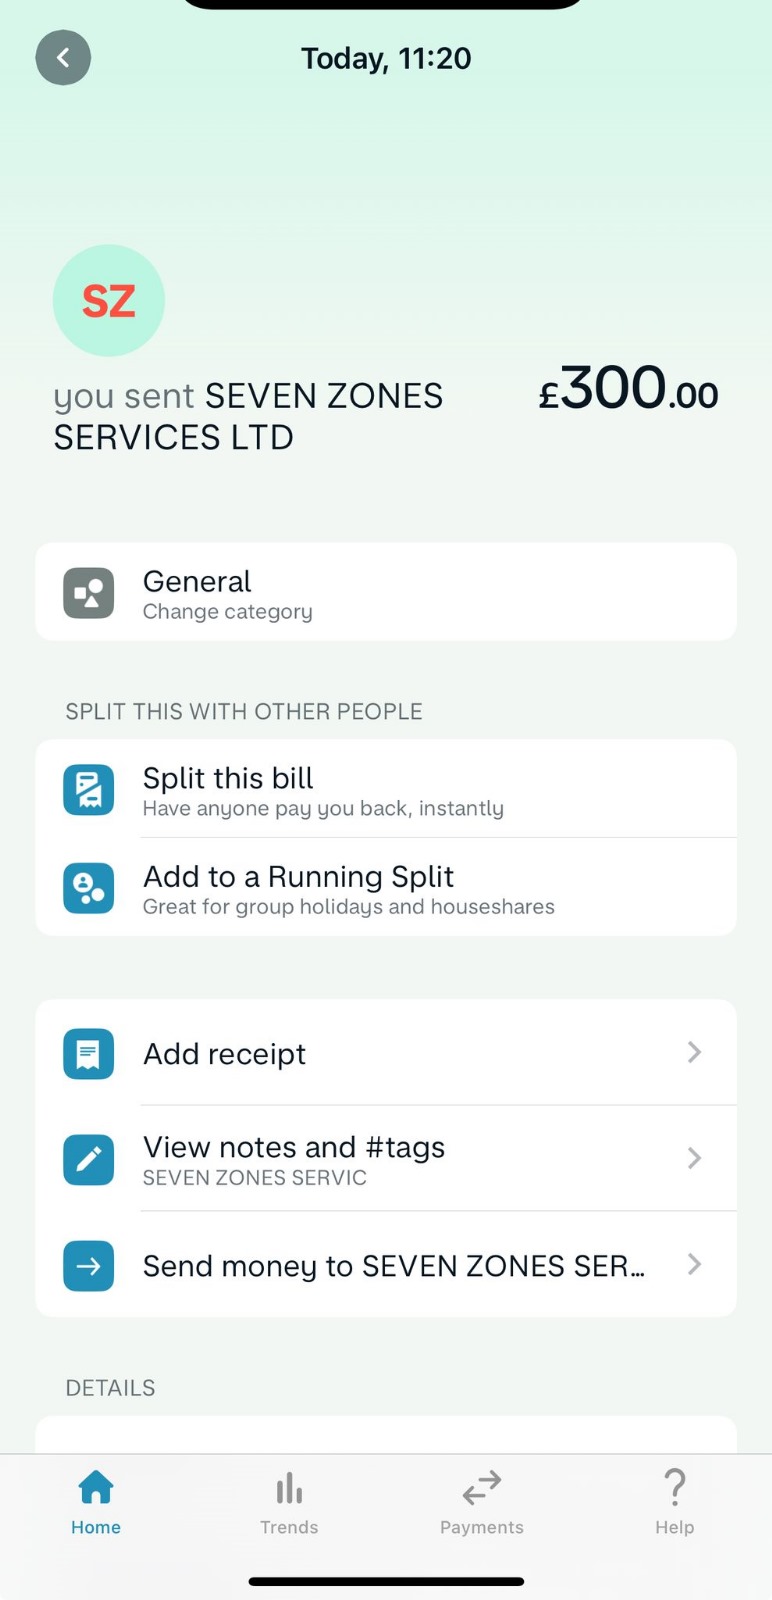 Today, 11:20
SZ
you sent SEVEN ZONES
SERVICES LTD
£300.00
General
Change category
SPLIT THIS WITH OTHER PEOPLE
Split this bill
Have anyone pay you back, instantly
Add to a Running Split
Great for group holidays and houseshares
Add receipt
View notes and #tags
SEVEN ZONES SERVIC
Send money to SEVEN ZONES SER...
DETAILS
Home
Trends
Payments
Help